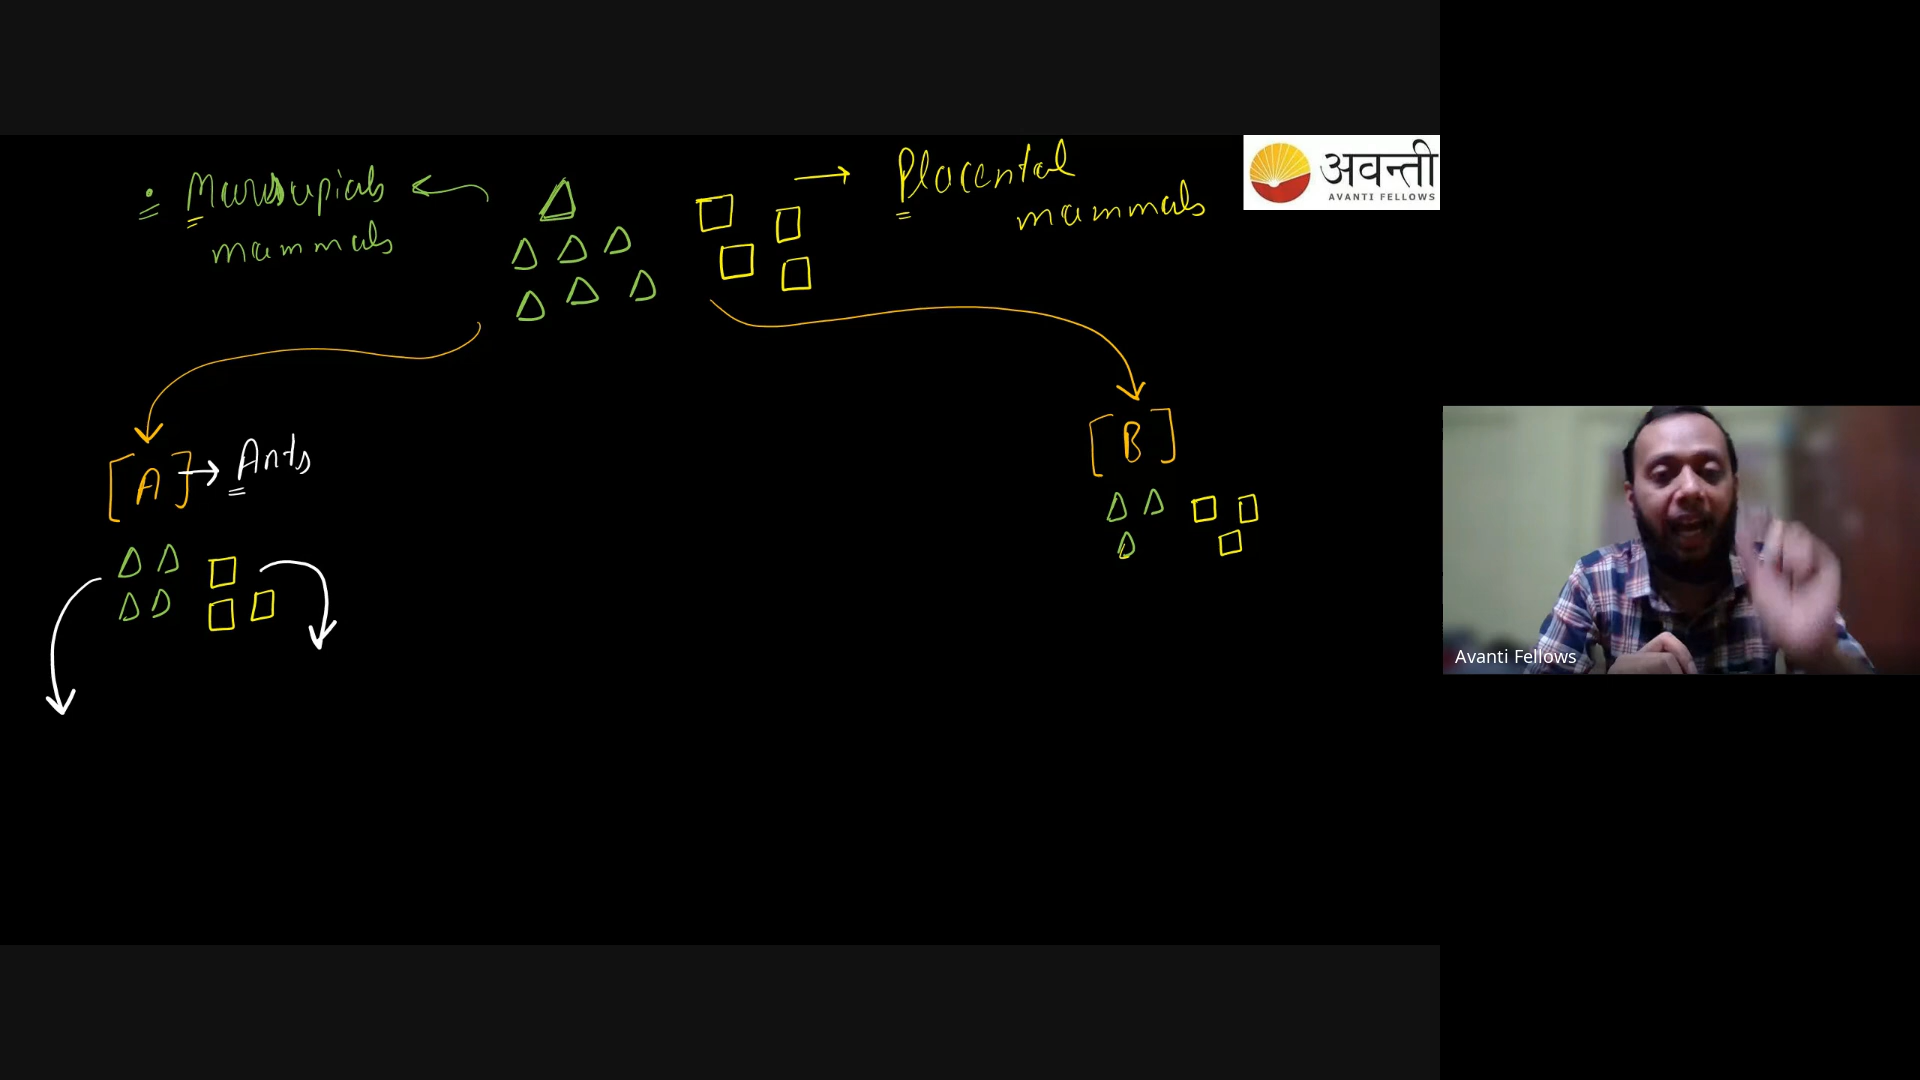 Marsupials
mammals
Placental
mammals
अवन्ती
AVANTI FELLOWS
[A] → Ants
[B]
Avanti Fellows